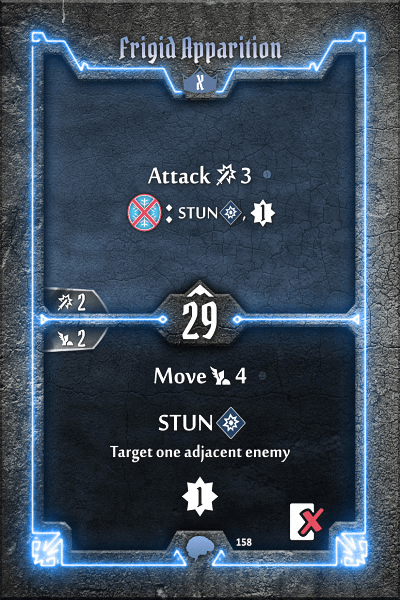 Frigid Apparition
X
Attack 3
: STUN, 1
2
29
2
Move 4
STUN
Target one adjacent enemy
1
158